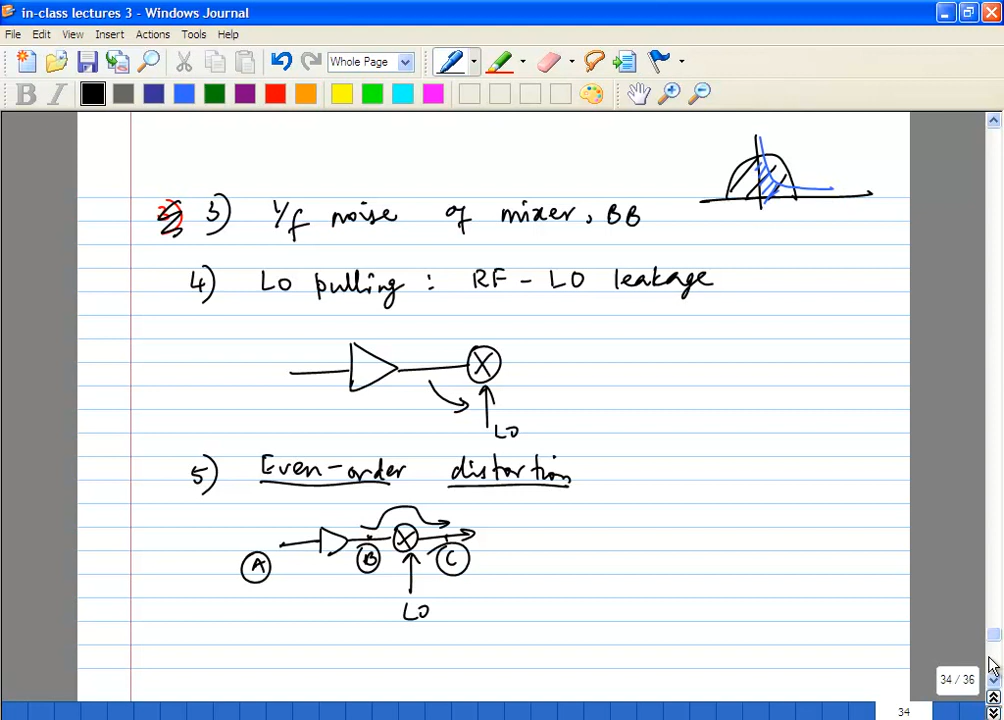 in-class lectures 3 - Windows Journal
File Edit View Insert Actions Tools Help
Whole Page
B I
3) 1/f noise of mixer, BB
4) LO pulling : RF - LO leakage
X
LO
5) Even-order distortion
X
A B C
LO
34 / 36
34